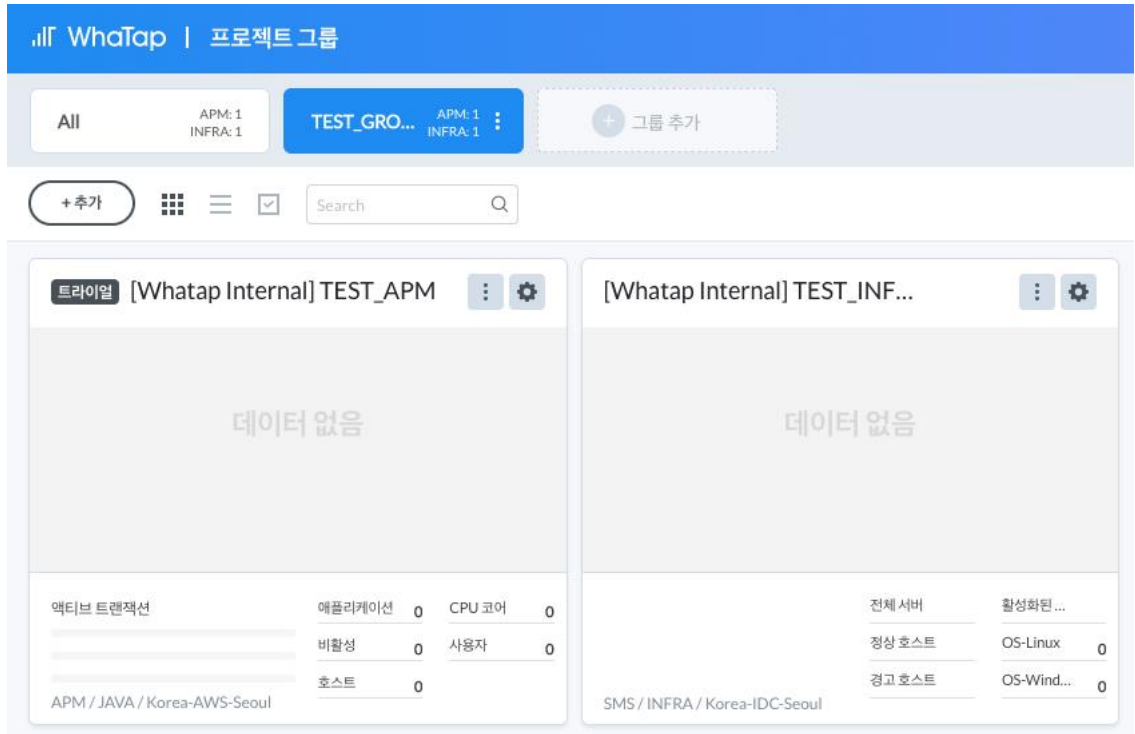 WhaTap | 프로젝트 그룹
All APM: 1 INFRA: 1
TEST_GRO... APM: 1 INFRA: 1
그룹 추가
+ 추가
Search
트라이얼 [Whatap Internal] TEST_APM
데이터 없음
액티브 트랜잭션
애플리케이션 0 CPU 코어 0
비활성 0 사용자 0
호스트 0
APM / JAVA / Korea-AWS-Seoul
[Whatap Internal] TEST_INF...
데이터 없음
전체 서버 활성화된 ...
정상 호스트 OS-Linux 0
경고 호스트 OS-Wind... 0
SMS / INFRA / Korea-IDC-Seoul